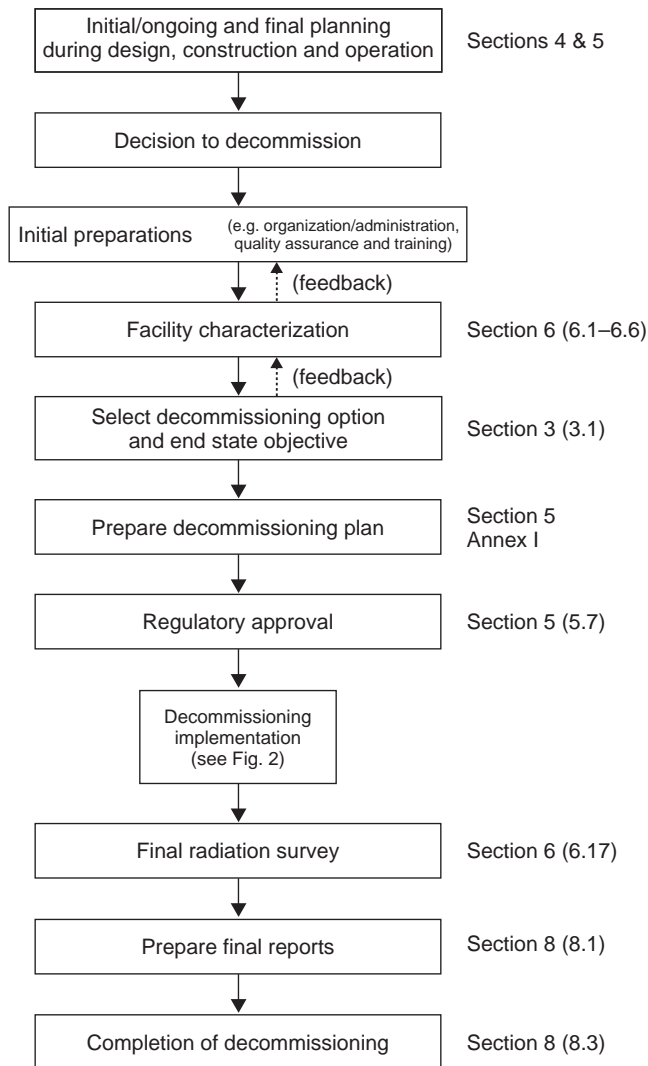 Initial/ongoing and final planning
during design, construction and operation
Sections 4 & 5
Decision to decommission
Initial preparations
(e.g. organization/administration,
quality assurance and training)
(feedback)
Facility characterization
Section 6 (6.1–6.6)
(feedback)
Select decommissioning option
and end state objective
Section 3 (3.1)
Prepare decommissioning plan
Section 5
Annex I
Regulatory approval
Section 5 (5.7)
Decommissioning
implementation
(see Fig. 2)
Final radiation survey
Section 6 (6.17)
Prepare final reports
Section 8 (8.1)
Completion of decommissioning
Section 8 (8.3)